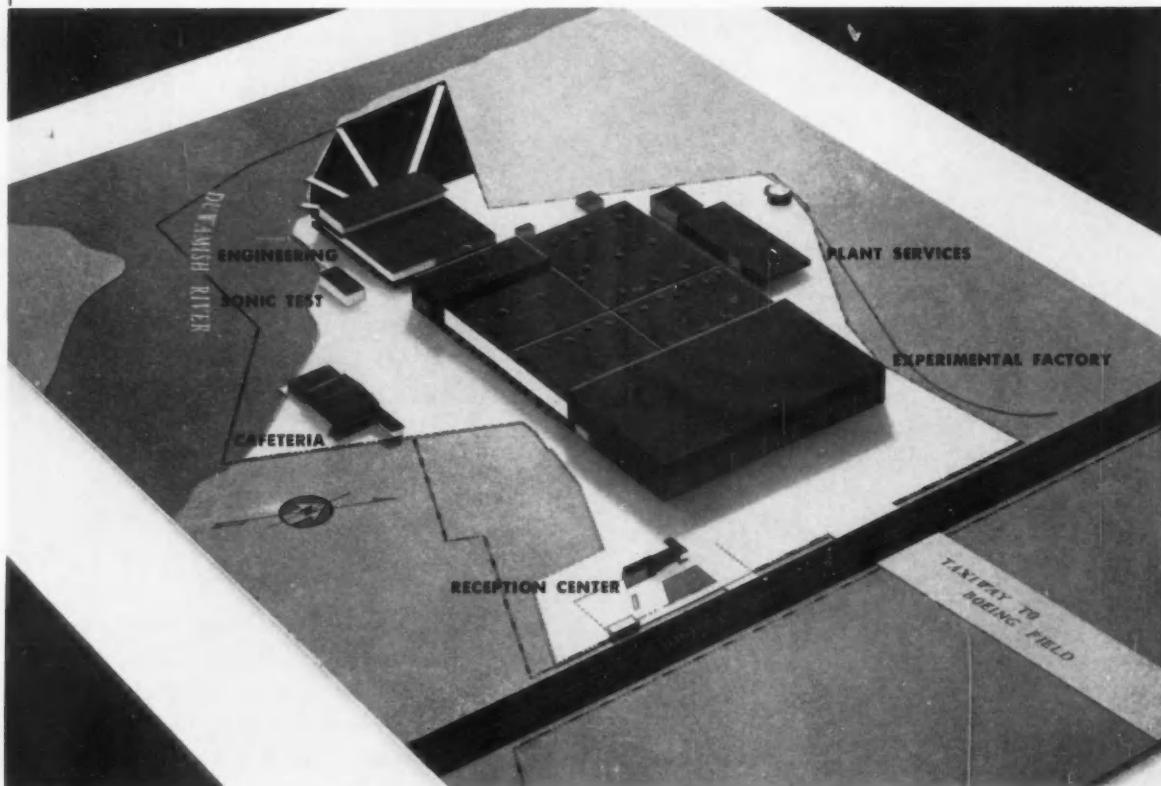 DUWAMISH RIVER
ENGINEERING
SONIC TEST
PLANT SERVICES
EXPERIMENTAL FACTORY
CAFETERIA
RECEPTION CENTER
TAXIWAY TO
BOEING FIELD